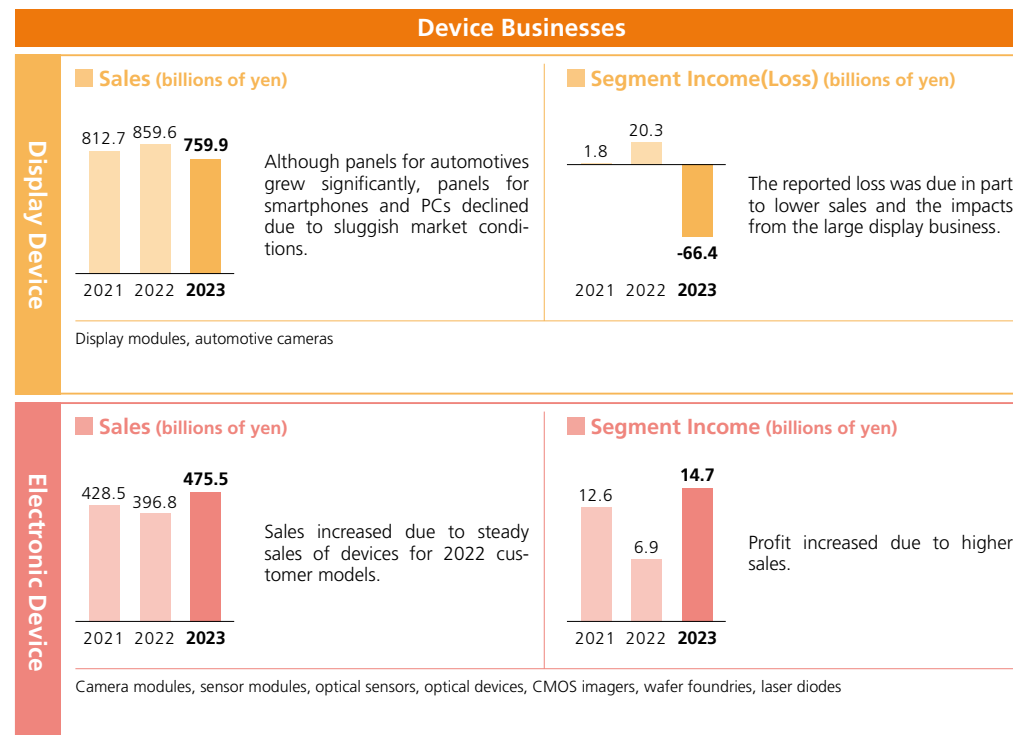 Device Businesses
Display Device
Sales (billions of yen)
812.7 859.6 759.9
2021 2022 2023
Although panels for automotives
grew significantly, panels for
smartphones and PCs declined
due to sluggish market condi-
tions.
Segment Income(Loss) (billions of yen)
1.8 20.3
-66.4
2021 2022 2023
The reported loss was due in part
to lower sales and the impacts
from the large display business.
Display modules, automotive cameras
Electronic Device
Sales (billions of yen)
428.5 396.8 475.5
2021 2022 2023
Sales increased due to steady
sales of devices for 2022 cus-
tomer models.
Segment Income (billions of yen)
12.6 6.9 14.7
2021 2022 2023
Profit increased due to higher
sales.
Camera modules, sensor modules, optical sensors, optical devices, CMOS imagers, wafer foundries, laser diodes